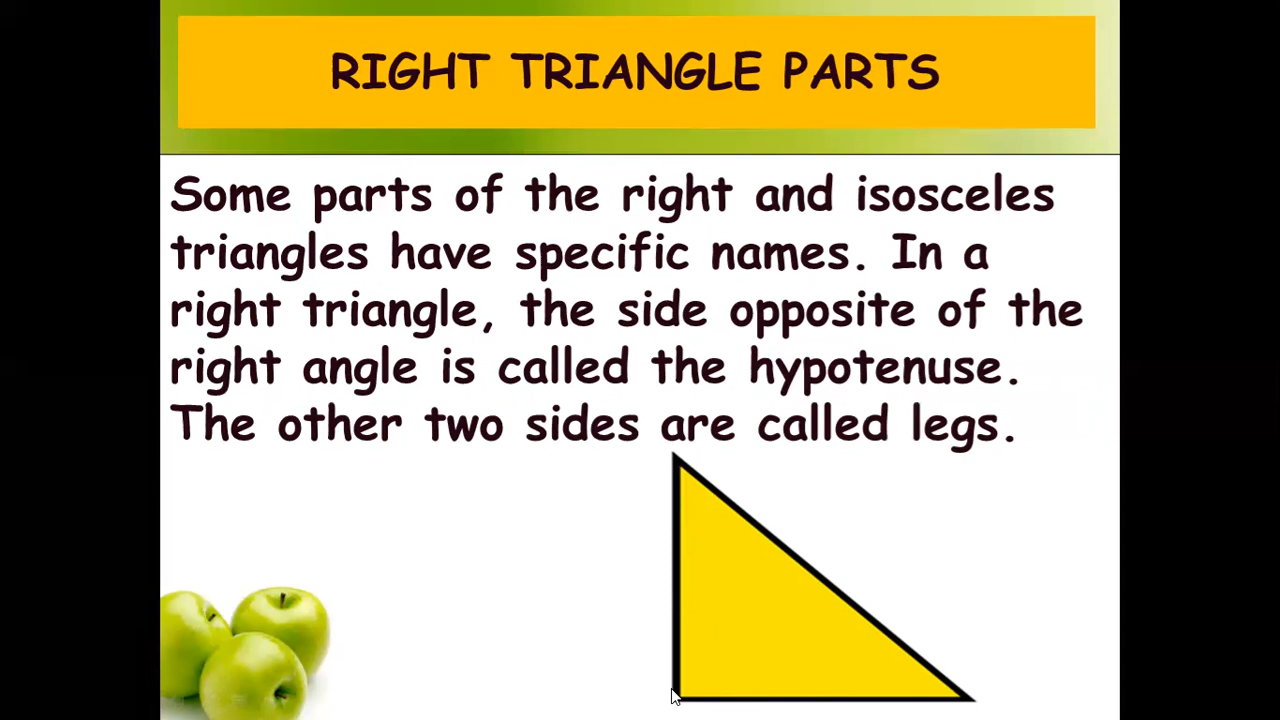 RIGHT TRIANGLE PARTS
Some parts of the right and isosceles
triangles have specific names. In a
right triangle, the side opposite of the
right angle is called the hypotenuse.
The other two sides are called legs.